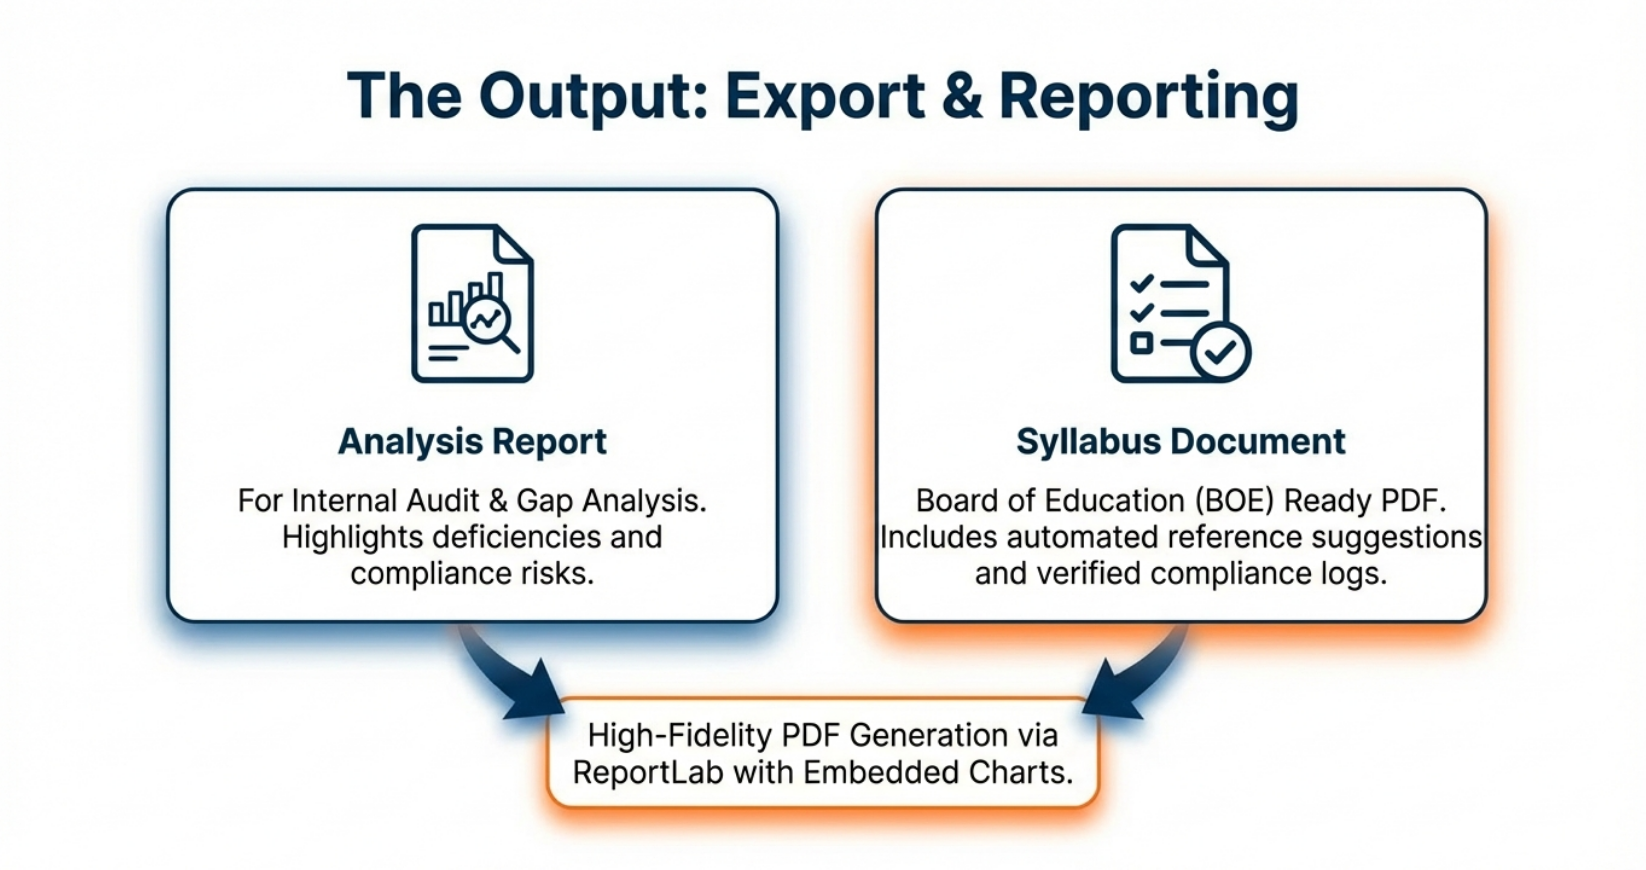 The Output: Export & Reporting
Analysis Report
For Internal Audit & Gap Analysis.
Highlights deficiencies and
compliance risks.
Syllabus Document
Board of Education (BOE) Ready PDF.
Includes automated reference suggestions
and verified compliance logs.
High-Fidelity PDF Generation via
ReportLab with Embedded Charts.